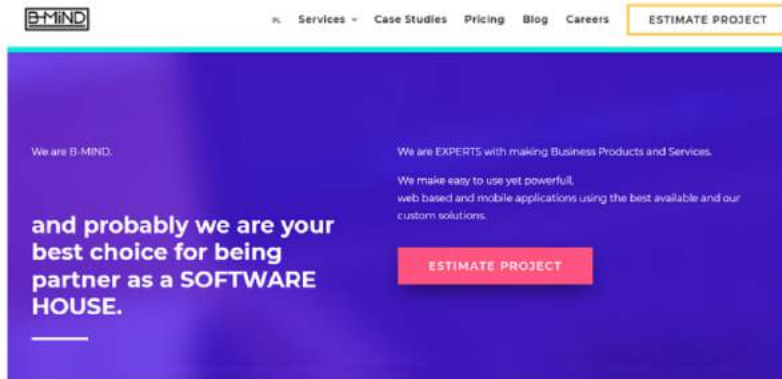 B-MIND
PL Services Case Studies Pricing Blog Careers ESTIMATE PROJECT
We are B-MIND.
and probably we are your
best choice for being
partner as a SOFTWARE
HOUSE.
We are EXPERTS with making Business Products and Services.
We make easy to use yet powerfull,
web based and mobile applications using the best available and our
custom solutions.
ESTIMATE PROJECT